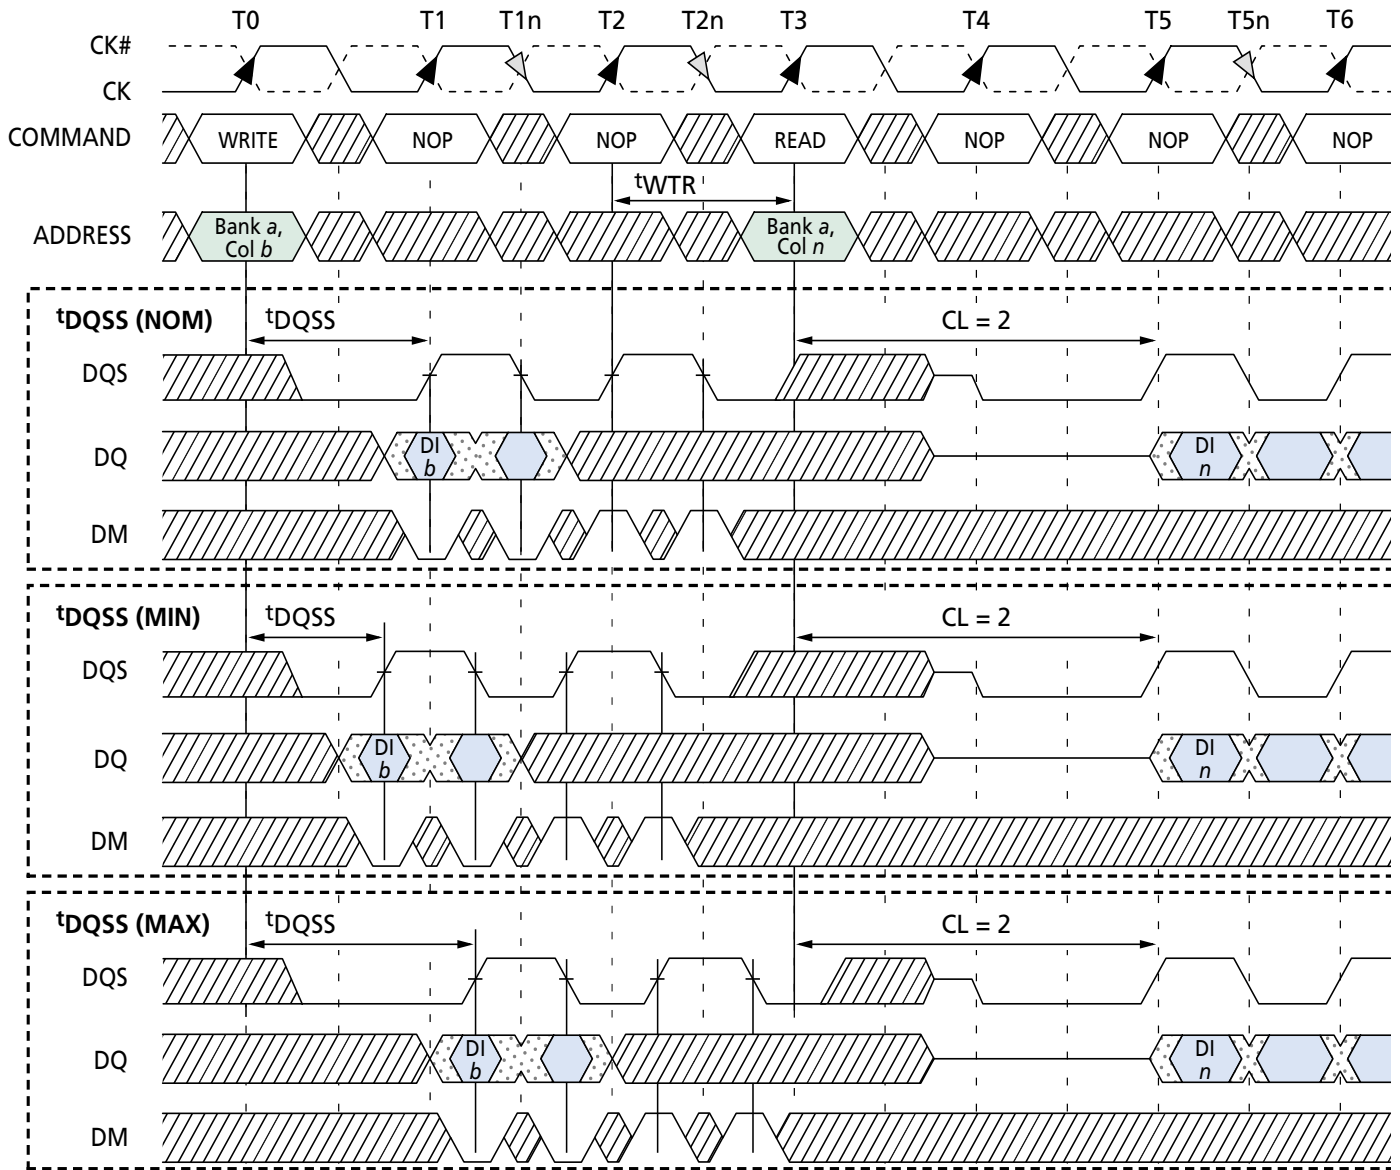 T0 T1 T1n T2 T2n T3 T4 T5 T5n T6
CK#
CK
COMMAND WRITE NOP NOP READ NOP NOP NOP
tWTR
ADDRESS Bank a, Col b Bank a, Col n
tDQSS (NOM) tDQSS CL = 2
DQS
DQ DI b DI n
DM
tDQSS (MIN) tDQSS CL = 2
DQS
DQ DI b DI n
DM
tDQSS (MAX) tDQSS CL = 2
DQS
DQ DI b DI n
DM